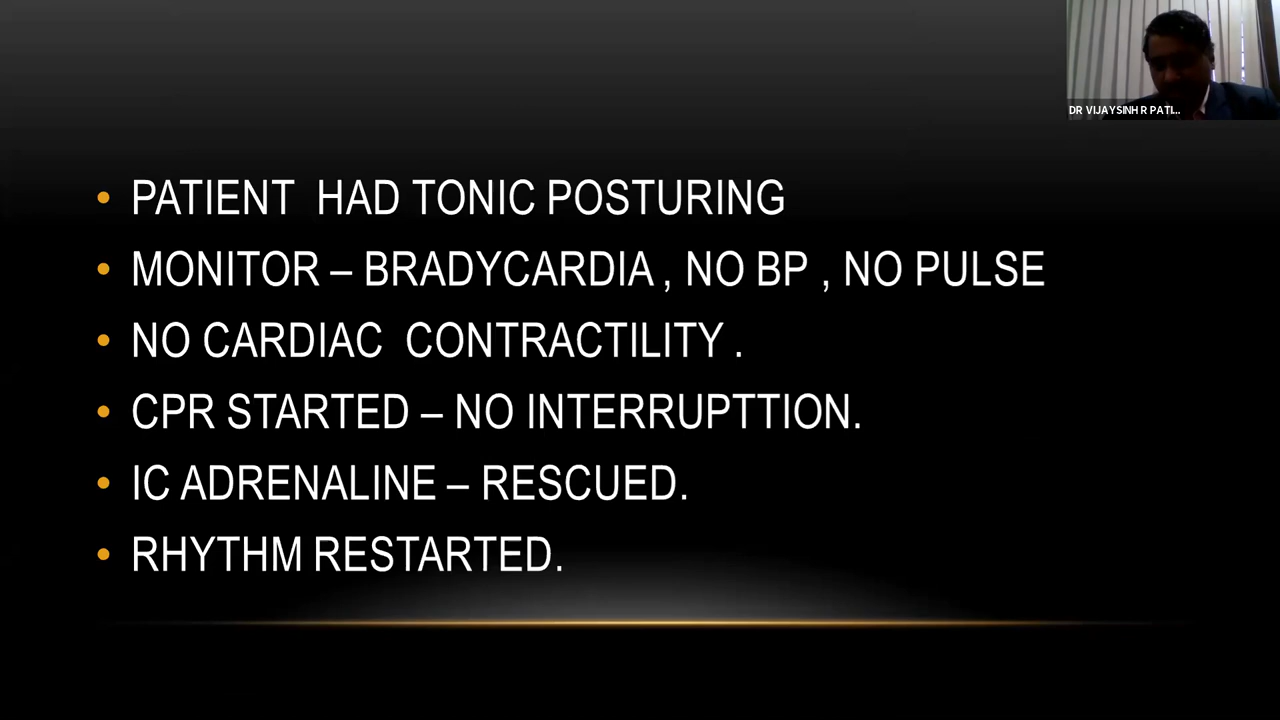 DR VIJAYSINH R PATI...
• PATIENT HAD TONIC POSTURING
• MONITOR – BRADYCARDIA , NO BP , NO PULSE
• NO CARDIAC CONTRACTILITY .
• CPR STARTED – NO INTERRUPTTION.
• IC ADRENALINE – RESCUED.
• RHYTHM RESTARTED.